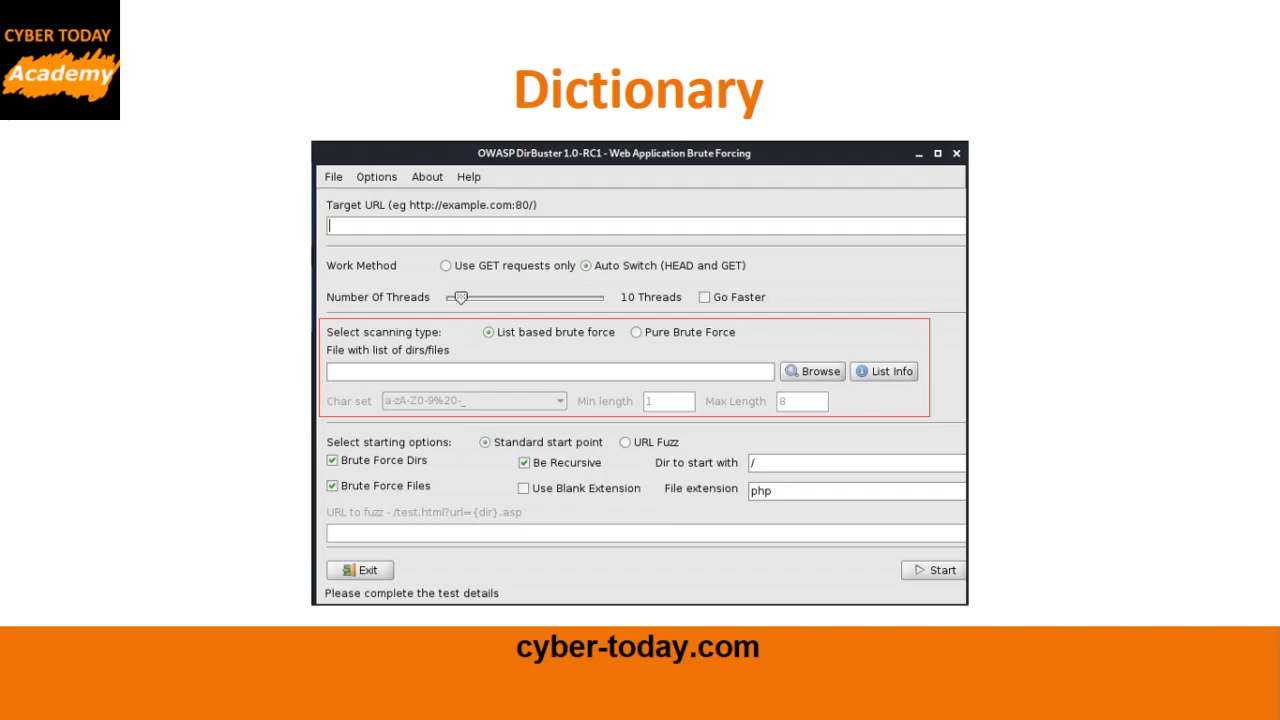 CYBER TODAY
Academy
Dictionary
OWASP DirBuster 1.0-RC1 - Web Application Brute Forcing
File Options About Help
Target URL (eg http://example.com:80/)
Work Method Use GET requests only Auto Switch (HEAD and GET)
Number Of Threads 10 Threads Go Faster
Select scanning type: List based brute force Pure Brute Force
File with list of dirs/files
Browse List Info
Char set a-zA-Z0-9%20-_ Min length 1 Max Length 8
Select starting options: Standard start point URL Fuzz
Brute Force Dirs Be Recursive Dir to start with /
Brute Force Files Use Blank Extension File extension php
URL to fuzz - /test.html?url={dir}.asp
Exit Start
Please complete the test details
cyber-today.com